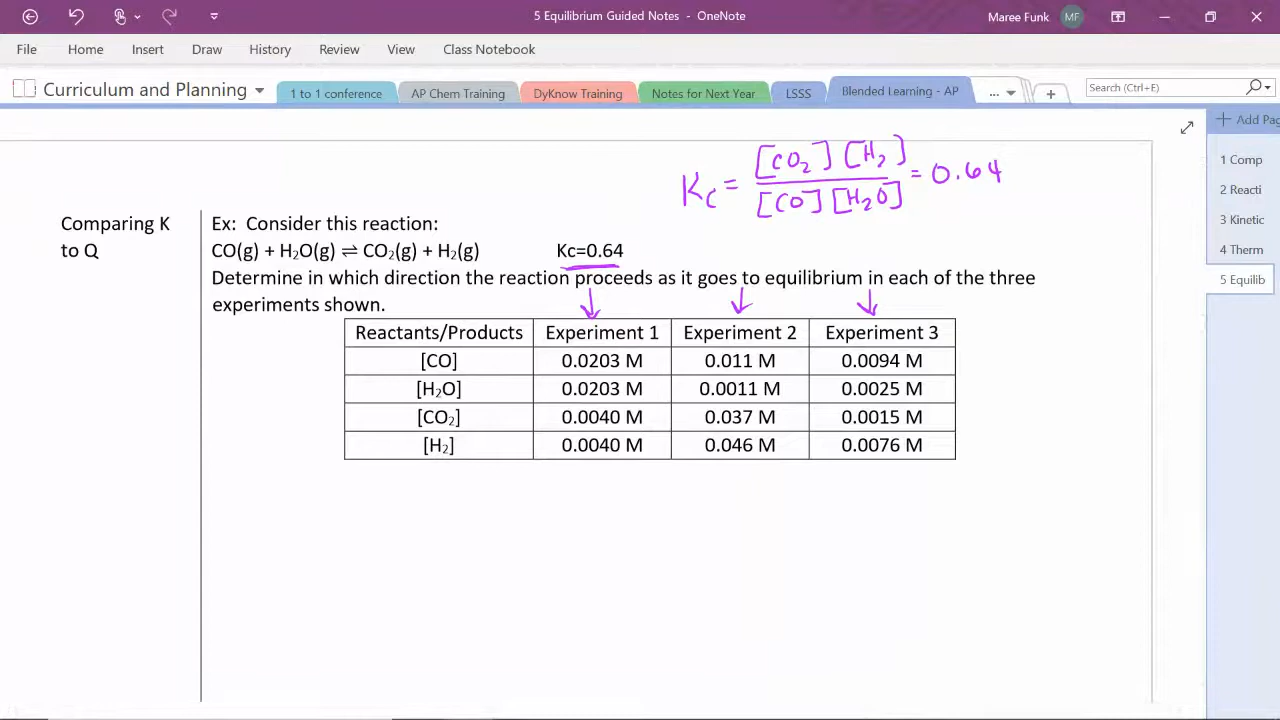 5 Equilibrium Guided Notes - OneNote
Maree Funk MF
File Home Insert Draw History Review View Class Notebook
Curriculum and Planning 1 to 1 conference AP Chem Training DyKnow Training Notes for Next Year LSSS Blended Learning - AP ... Search (Ctrl+E)
Add Pag
1 Comp
2 Reacti
3 Kinetic
4 Therm
5 Equilib
Kc = [CO₂][H₂] / [CO][H₂O] = 0.64
Comparing K
to Q
Ex: Consider this reaction:
CO(g) + H₂O(g) ⇌ CO₂(g) + H₂(g) Kc=0.64
Determine in which direction the reaction proceeds as it goes to equilibrium in each of the three
experiments shown.
Reactants/Products Experiment 1 Experiment 2 Experiment 3
[CO] 0.0203 M 0.011 M 0.0094 M
[H₂O] 0.0203 M 0.0011 M 0.0025 M
[CO₂] 0.0040 M 0.037 M 0.0015 M
[H₂] 0.0040 M 0.046 M 0.0076 M